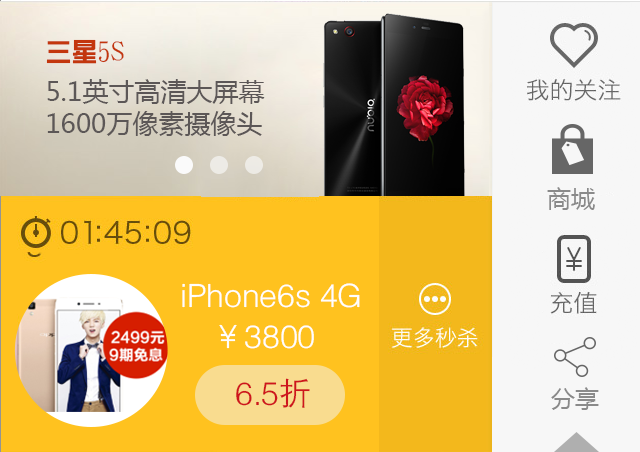 三星5S
5.1英寸高清大屏幕
1600万像素摄像头
nubia
01:45:09
iPhone6s 4G
￥3800
6.5折
2499元
9期免息
更多秒杀
我的关注
商城
¥
充值
分享